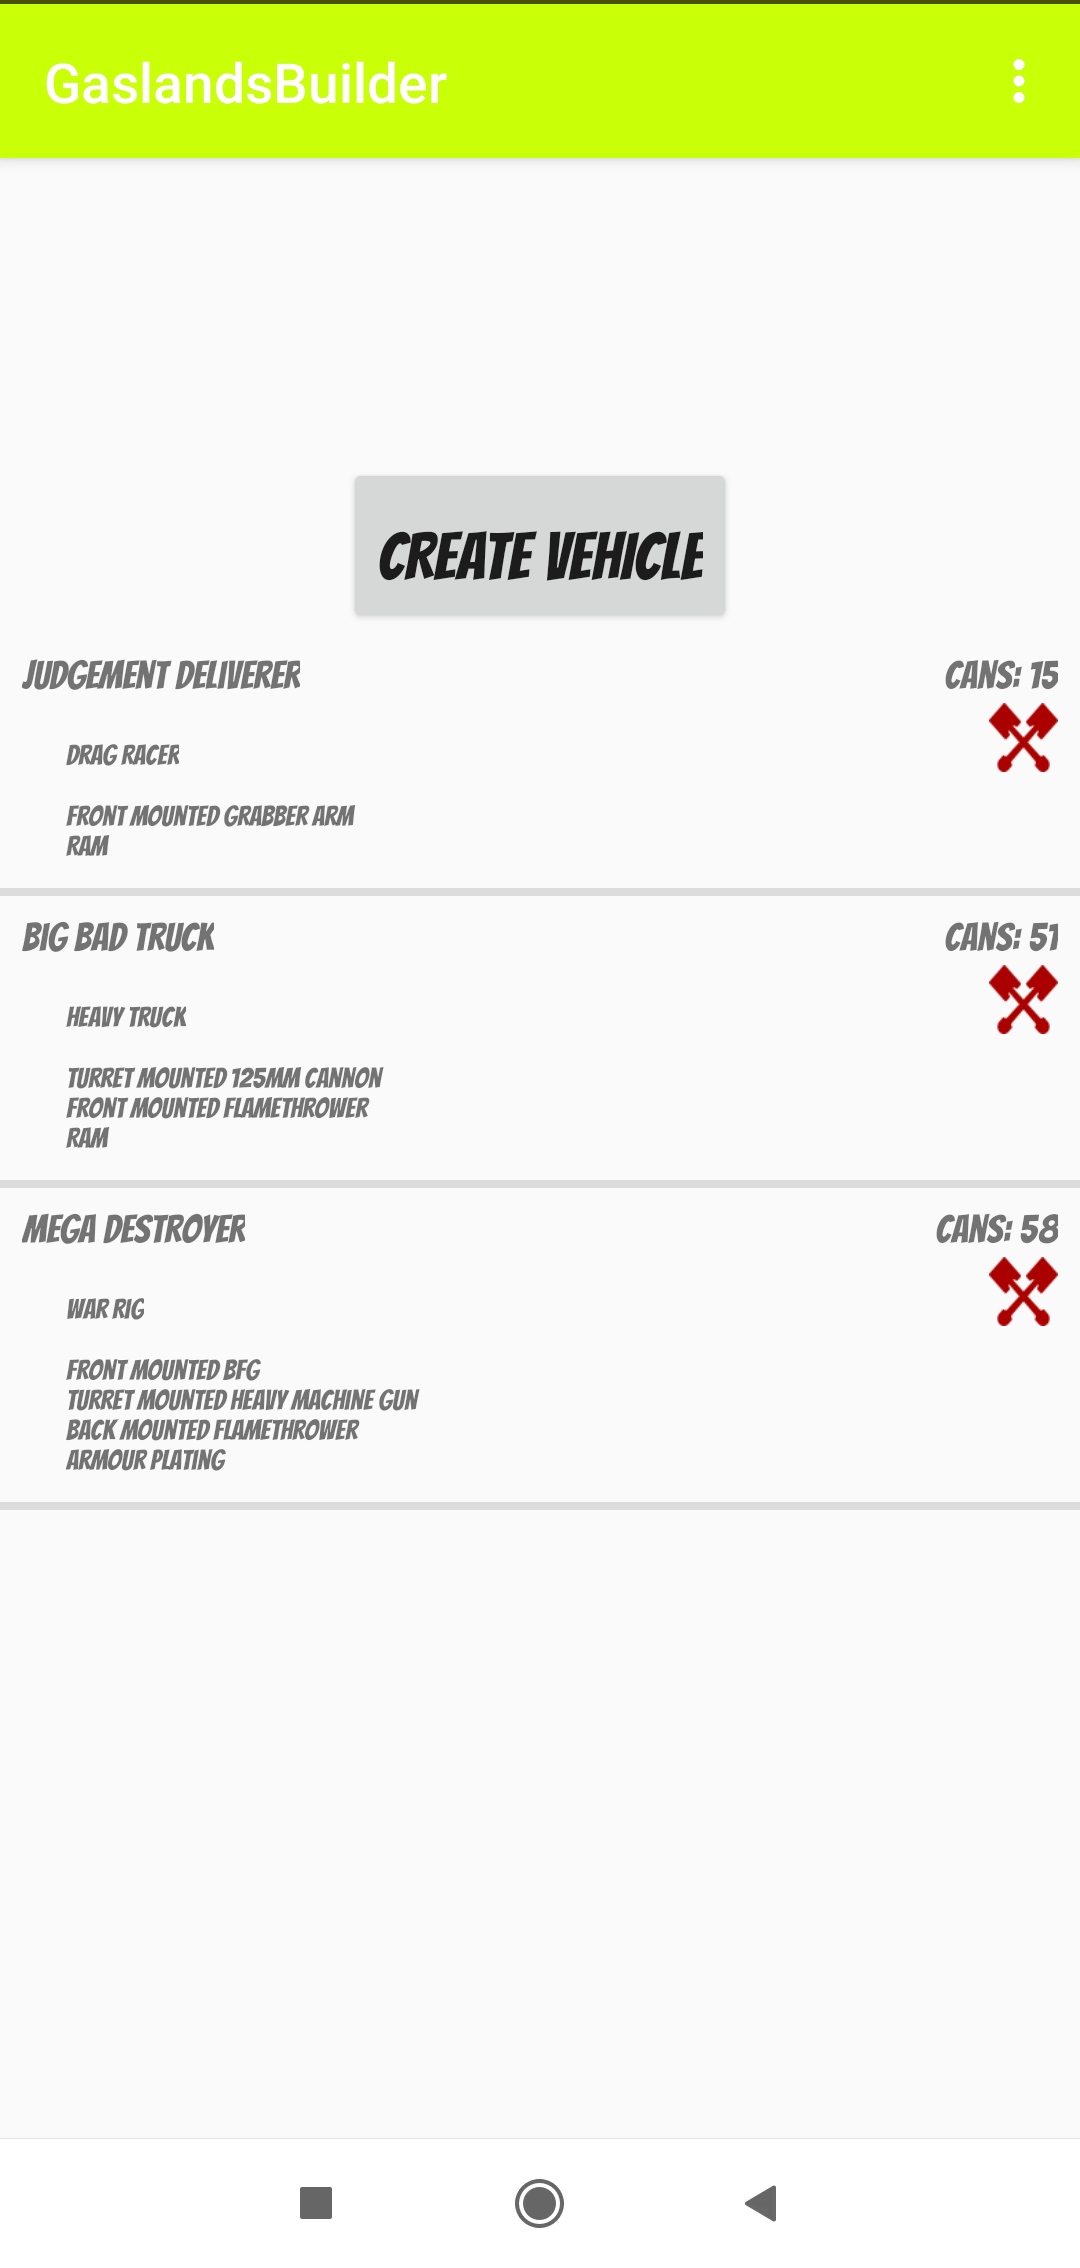 GaslandsBuilder
CREATE VEHICLE
JUDGEMENT DELIVERER
CANS: 15
DRAG RACER
FRONT MOUNTED GRABBER ARM
RAM
BIG BAD TRUCK
CANS: 51
HEAVY TRUCK
TURRET MOUNTED 125MM CANNON
FRONT MOUNTED FLAMETHROWER
RAM
MEGA DESTROYER
CANS: 58
WAR RIG
FRONT MOUNTED BFG
TURRET MOUNTED HEAVY MACHINE GUN
BACK MOUNTED FLAMETHROWER
ARMOUR PLATING